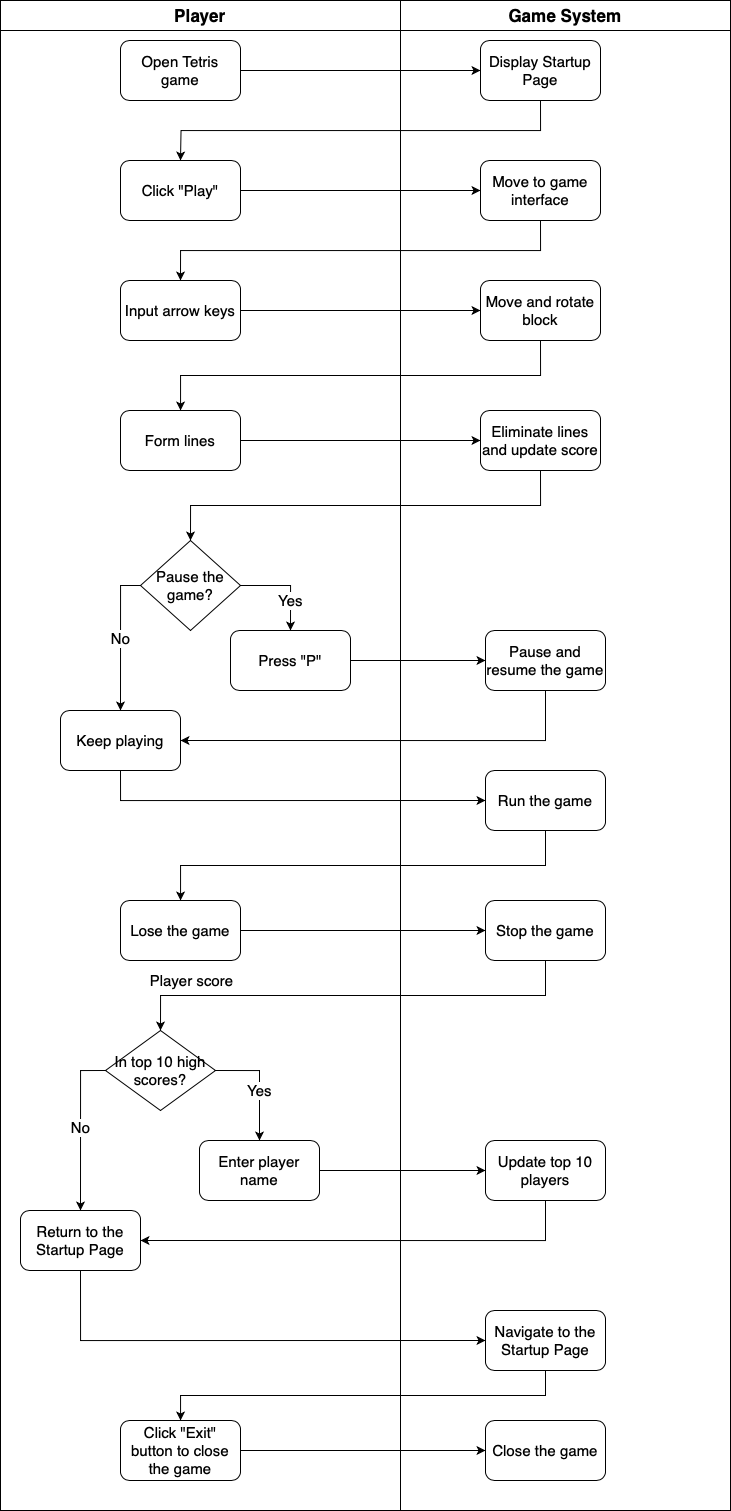 Player
Game System
Open Tetris
game
Display Startup
Page
Click "Play"
Move to game
interface
Input arrow keys
Move and rotate
block
Form lines
Eliminate lines
and update score
Pause the
game?
Yes
No
Press "P"
Pause and
resume the game
Keep playing
Run the game
Lose the game
Stop the game
Player score
In top 10 high
scores?
Yes
No
Enter player
name
Update top 10
players
Return to the
Startup Page
Navigate to the
Startup Page
Click "Exit"
button to close
the game
Close the game